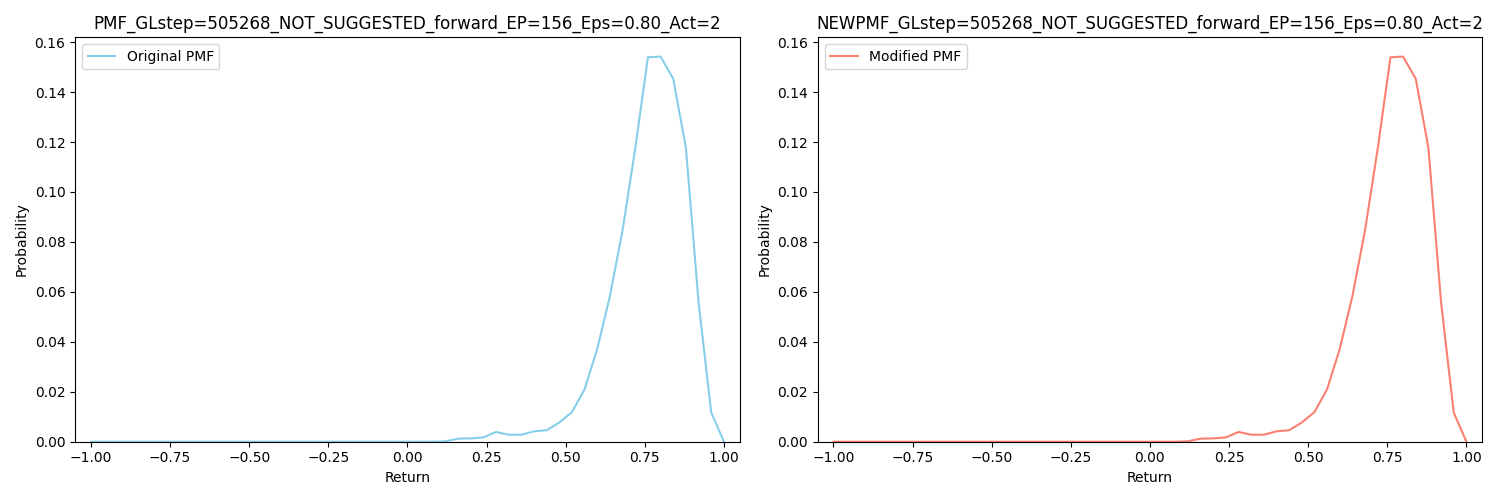 PMF_GLstep=505268_NOT_SUGGESTED_forward_EP=156_Eps=0.80_Act=2
Original PMF
0.16
0.14
0.12
0.10
0.08
0.06
0.04
0.02
0.00
Probability
−1.00 −0.75 −0.50 −0.25 0.00 0.25 0.50 0.75 1.00
Return
NEWPMF_GLstep=505268_NOT_SUGGESTED_forward_EP=156_Eps=0.80_Act=2
Modified PMF
0.16
0.14
0.12
0.10
0.08
0.06
0.04
0.02
0.00
Probability
−1.00 −0.75 −0.50 −0.25 0.00 0.25 0.50 0.75 1.00
Return